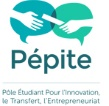 Pépite
Pôle Étudiant Pour l'Innovation,
le Transfert, l'Entrepreneuriat